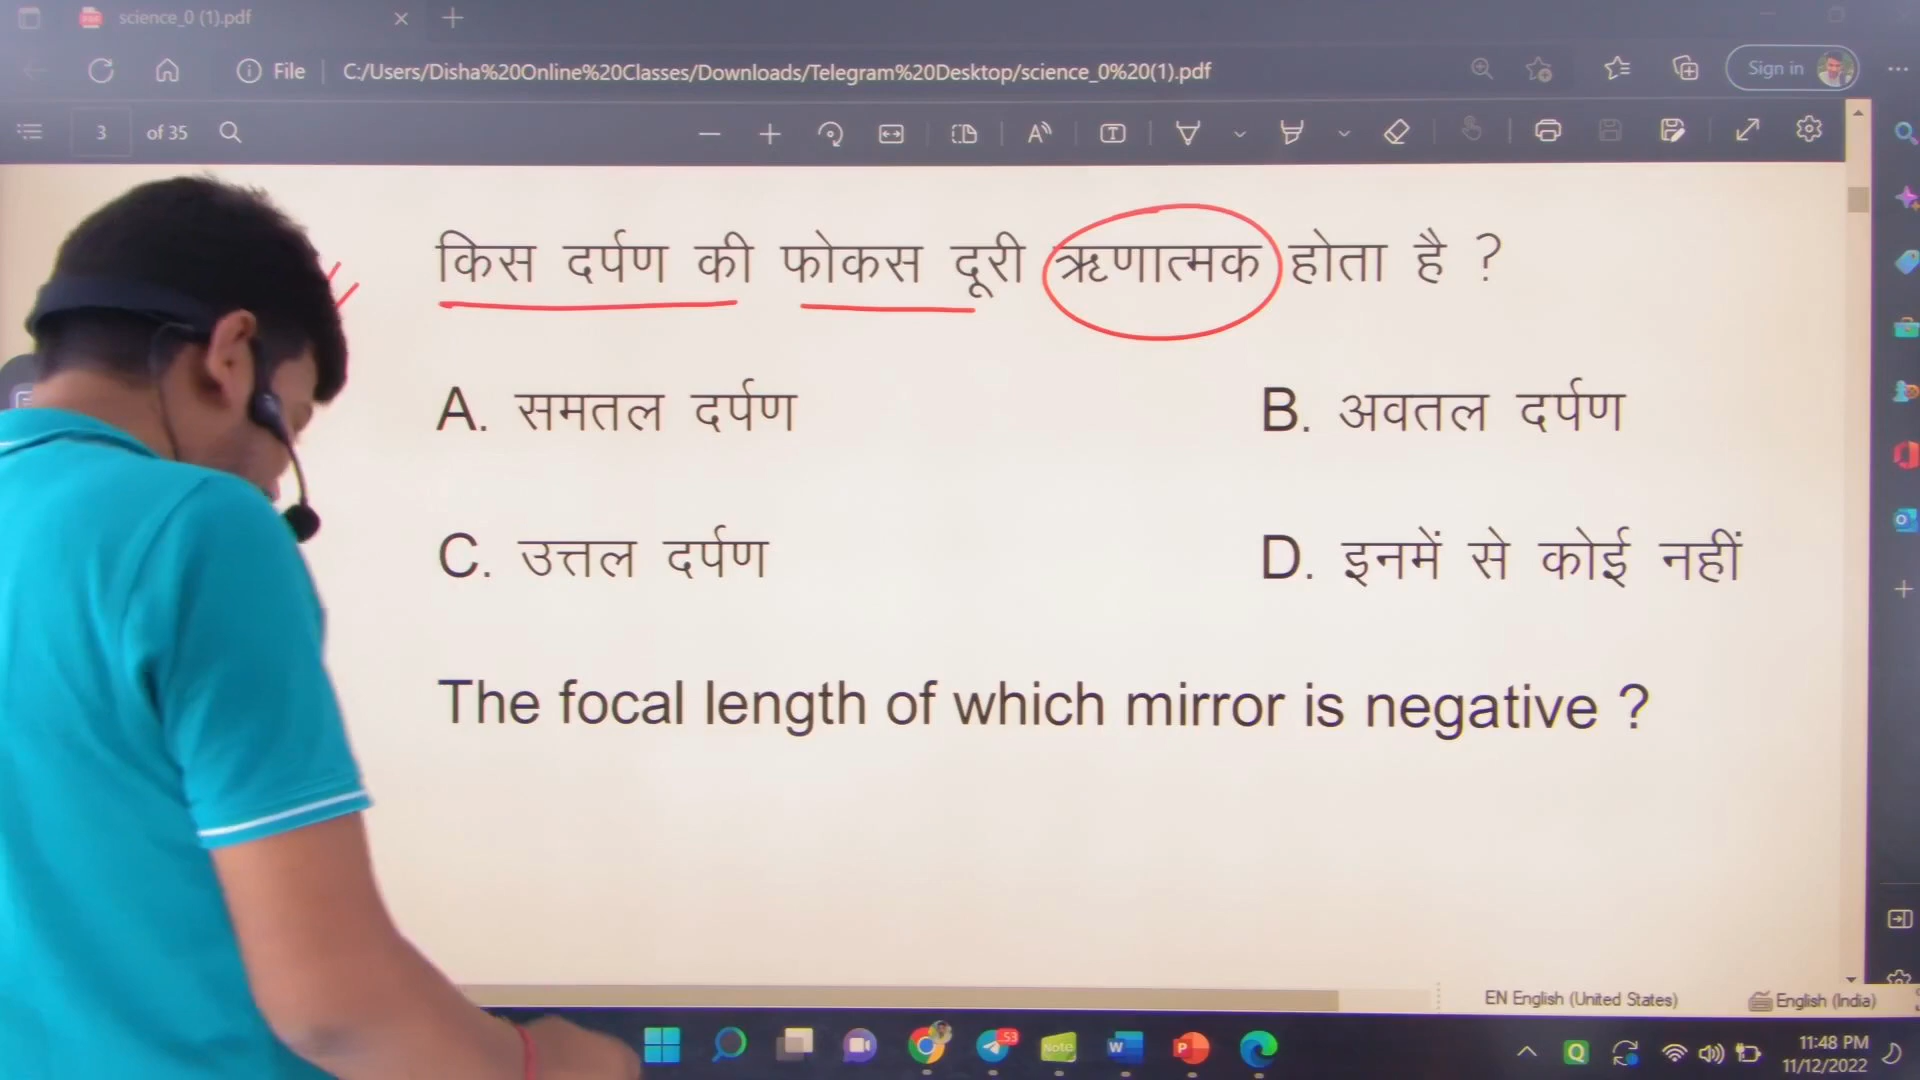 science_0 (1).pdf
File C:/Users/Disha%20Online%20Classes/Downloads/Telegram%20Desktop/science_0%20(1).pdf
Sign in
3 of 35
किस दर्पण की फोकस दूरी ऋणात्मक होता है ?
A. समतल दर्पण
B. अवतल दर्पण
C. उत्तल दर्पण
D. इनमें से कोई नहीं
The focal length of which mirror is negative ?
EN English (United States)
English (India)
53
Note
11:48 PM
11/12/2022